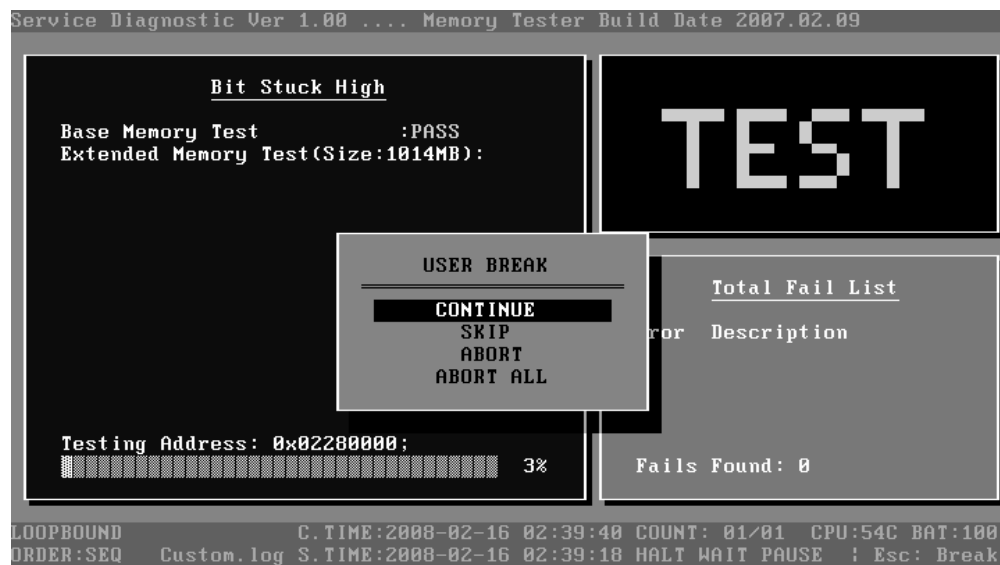 Service Diagnostic Ver 1.00 .... Memory Tester Build Date 2007.02.09
Bit Stuck High
Base Memory Test :PASS
Extended Memory Test(Size:1014MB):
TEST
USER BREAK
CONTINUE
SKIP
ABORT
ABORT ALL
Total Fail List
ror Description
Testing Address: 0x02280000;
3%
Fails Found: 0
LOOPBOUND C.TIME:2008-02-16 02:39:40 COUNT: 01/01 CPU:54C BAT:100
ORDER:SEQ Custom.log S.TIME:2008-02-16 02:39:18 HALT WAIT PAUSE ¦ Esc: Break